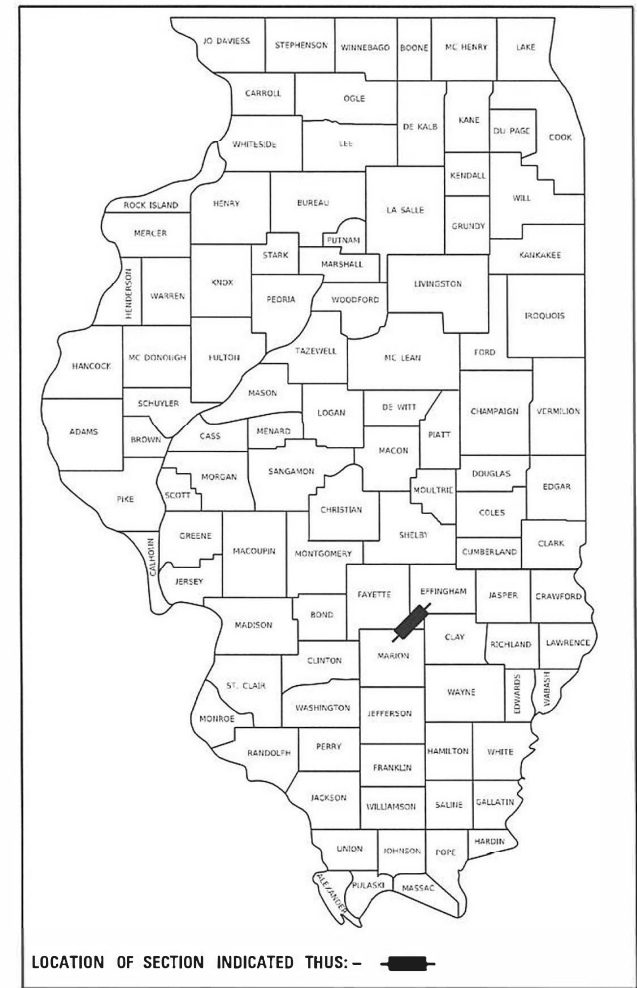 JO DAVIESS
STEPHENSON
WINNEBAGO
BOONE
MC HENRY
LAKE
CARROLL
OGLE
DE KALB
KANE
DU PAGE
COOK
WHITESIDE
LEE
KENDALL
WILL
ROCK ISLAND
HENRY
BUREAU
LA SALLE
GRUNDY
MERCER
PUTNAM
STARK
MARSHALL
KANKAKEE
HENDERSON
WARREN
KNOX
PEORIA
WOODFORD
LIVINGSTON
IROQUOIS
HANCOCK
MC DONOUGH
FULTON
TAZEWELL
MC LEAN
FORD
SCHUYLER
MASON
LOGAN
DE WITT
CHAMPAIGN
VERMILION
ADAMS
BROWN
CASS
MENARD
MACON
PIATT
SCOTT
MORGAN
SANGAMON
MOULTRIE
DOUGLAS
EDGAR
PIKE
CHRISTIAN
COLES
GREENE
MACOUPIN
MONTGOMERY
SHELBY
CUMBERLAND
CLARK
CALHOUN
JERSEY
FAYETTE
EFFINGHAM
JASPER
CRAWFORD
MADISON
BOND
CLAY
RICHLAND
LAWRENCE
CLINTON
MARION
ST. CLAIR
WAYNE
EDWARDS
WABASH
MONROE
WASHINGTON
JEFFERSON
RANDOLPH
PERRY
HAMILTON
WHITE
FRANKLIN
JACKSON
WILLIAMSON
SALINE
GALLATIN
UNION
JOHNSON
POPE
HARDIN
ALEXANDER
PULASKI
MASSAC
LOCATION OF SECTION INDICATED THUS: –